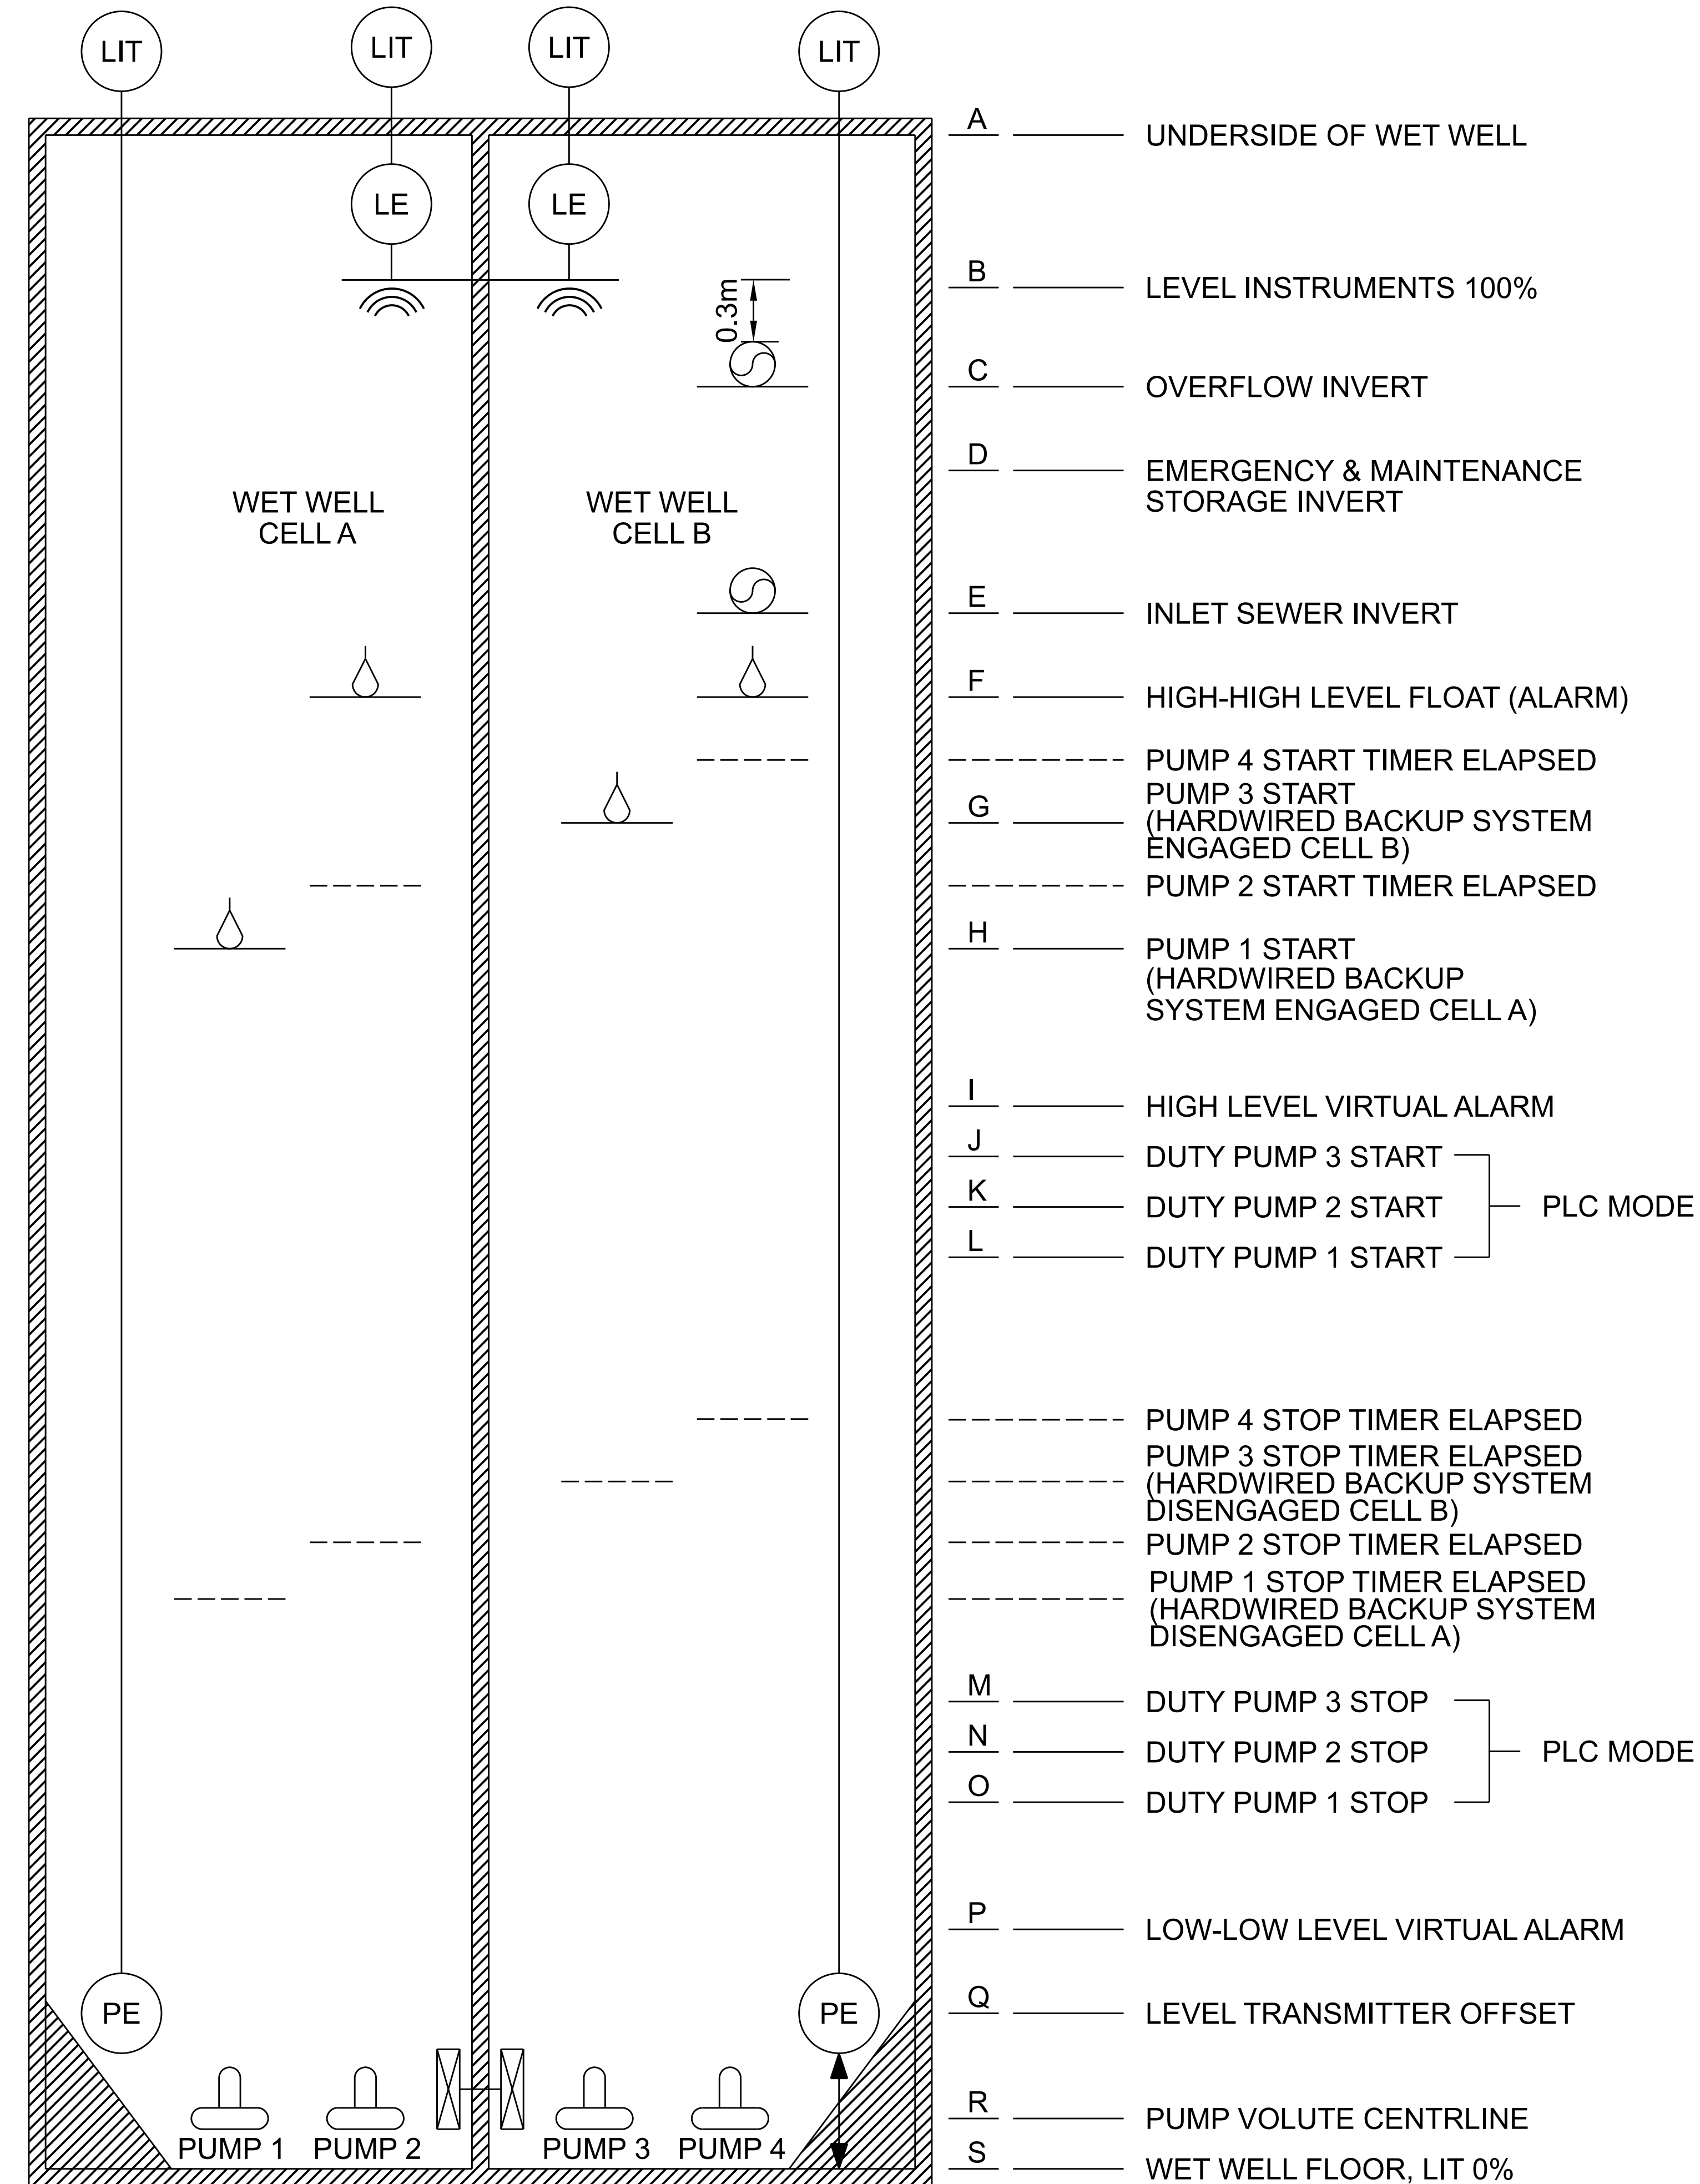 LIT
LIT
LIT
LIT
A
UNDERSIDE OF WET WELL
LE
LE
B
LEVEL INSTRUMENTS 100%
0.3m
C
OVERFLOW INVERT
D
EMERGENCY & MAINTENANCE
STORAGE INVERT
WET WELL
CELL A
WET WELL
CELL B
E
INLET SEWER INVERT
F
HIGH-HIGH LEVEL FLOAT (ALARM)
PUMP 4 START TIMER ELAPSED
G
PUMP 3 START
(HARDWIRED BACKUP SYSTEM
ENGAGED CELL B)
PUMP 2 START TIMER ELAPSED
H
PUMP 1 START
(HARDWIRED BACKUP
SYSTEM ENGAGED CELL A)
I
HIGH LEVEL VIRTUAL ALARM
J
DUTY PUMP 3 START
K
DUTY PUMP 2 START
PLC MODE
L
DUTY PUMP 1 START
PUMP 4 STOP TIMER ELAPSED
PUMP 3 STOP TIMER ELAPSED
(HARDWIRED BACKUP SYSTEM
DISENGAGED CELL B)
PUMP 2 STOP TIMER ELAPSED
PUMP 1 STOP TIMER ELAPSED
(HARDWIRED BACKUP SYSTEM
DISENGAGED CELL A)
M
DUTY PUMP 3 STOP
N
DUTY PUMP 2 STOP
PLC MODE
O
DUTY PUMP 1 STOP
P
LOW-LOW LEVEL VIRTUAL ALARM
PE
PE
Q
LEVEL TRANSMITTER OFFSET
R
PUMP VOLUTE CENTRLINE
PUMP 1
PUMP 2
PUMP 3
PUMP 4
S
WET WELL FLOOR, LIT 0%